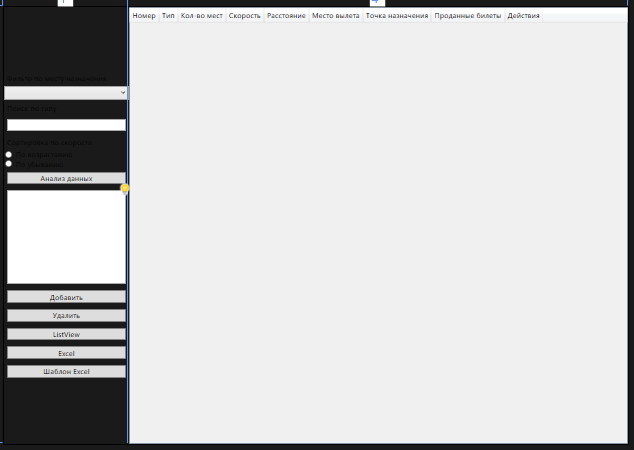 Номер Тип Кол-во мест Скорость Расстояние Место вылета Точка назначения Проданные билеты Действия
Фильтр по месту назначения
Поиск по типу
Сортировка по скорости
По возрастанию
По убыванию
Анализ данных
Добавить
Удалить
ListView
Excel
Шаблон Excel